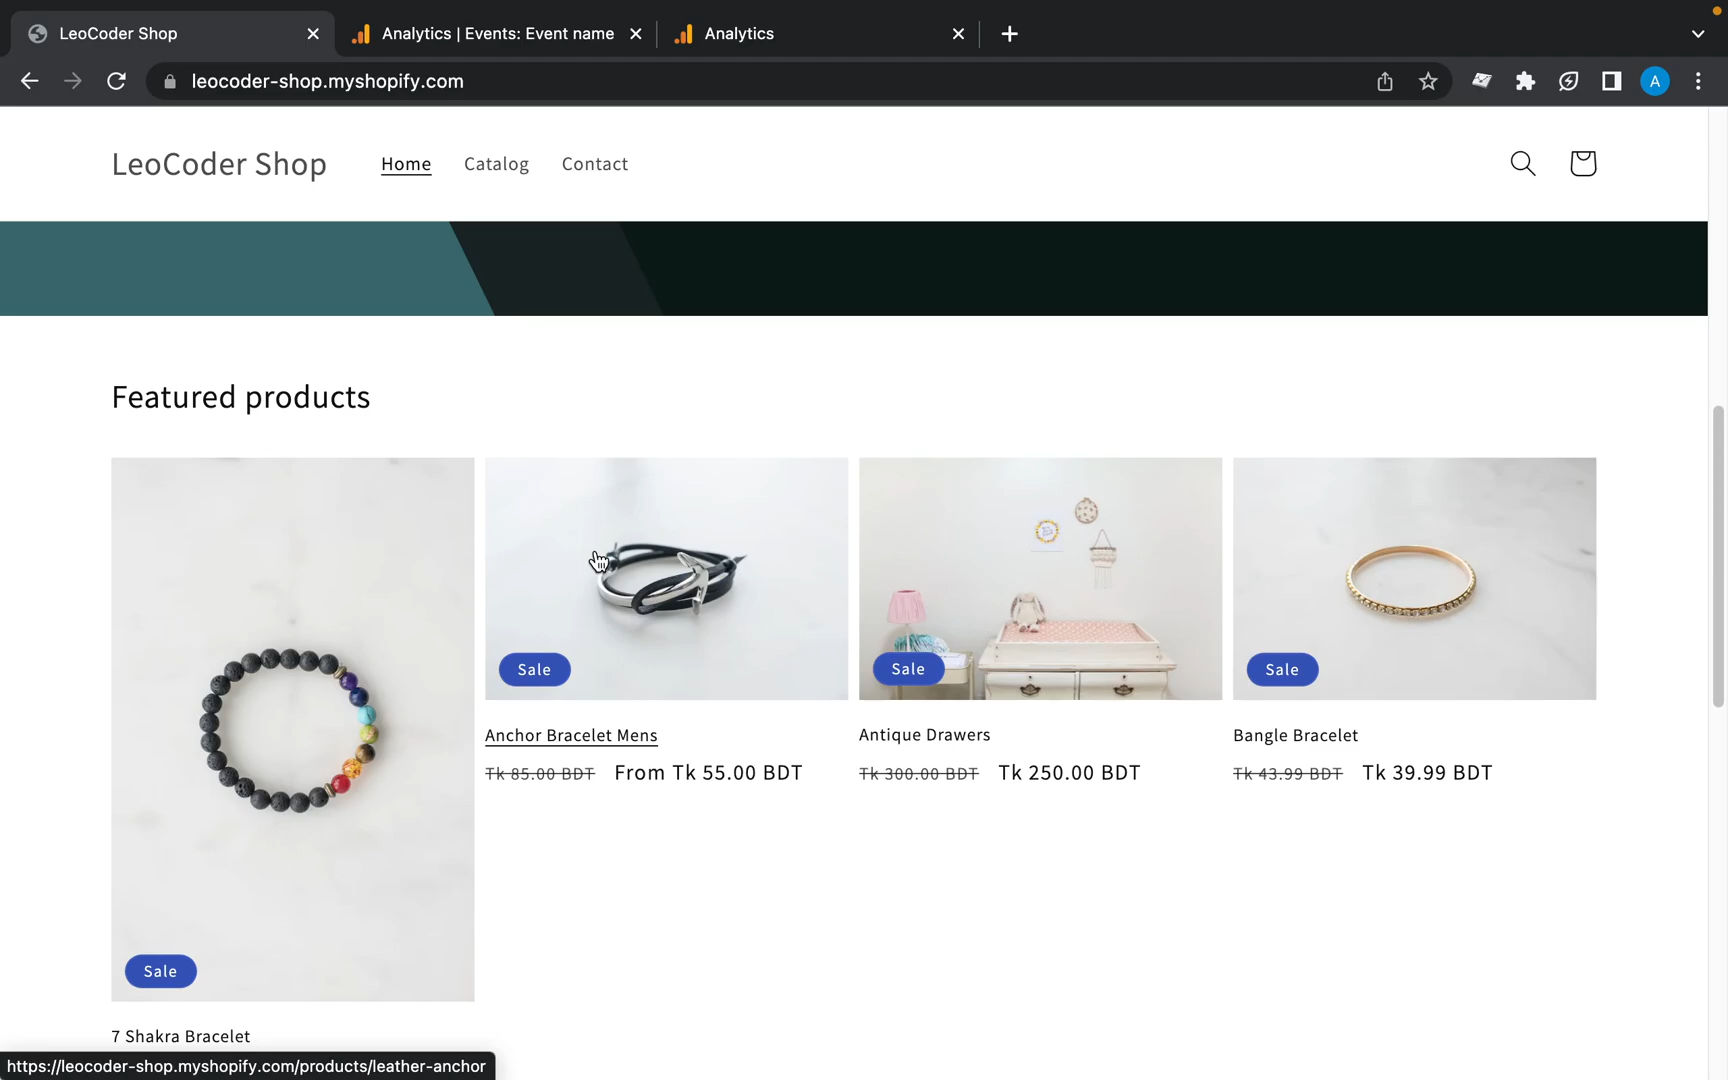 LeoCoder Shop
Analytics | Events: Event name
Analytics
leocoder-shop.myshopify.com
A
LeoCoder Shop
Home
Catalog
Contact
Featured products
Sale
Sale
Sale
Anchor Bracelet Mens
Antique Drawers
Bangle Bracelet
Tk 85.00 BDT From Tk 55.00 BDT
Tk 300.00 BDT Tk 250.00 BDT
Tk 43.99 BDT Tk 39.99 BDT
Sale
7 Shakra Bracelet
https://leocoder-shop.myshopify.com/products/leather-anchor